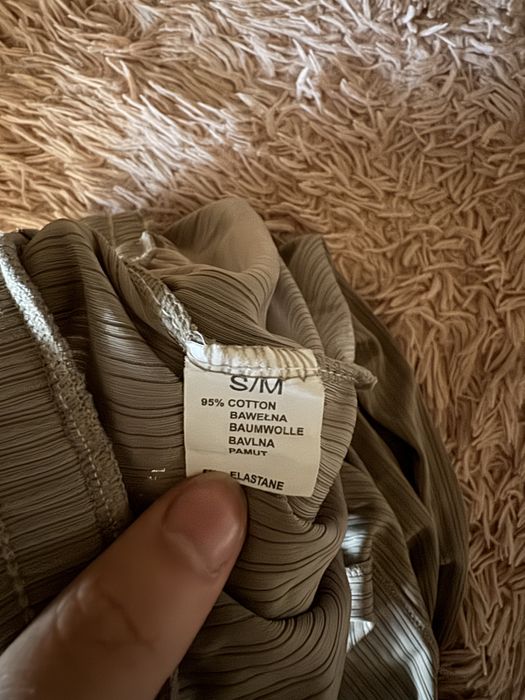 S/M
95% COTTON
BAWEŁNA
BAUMWOLLE
BAVLNA
PAMUT
ELASTANE